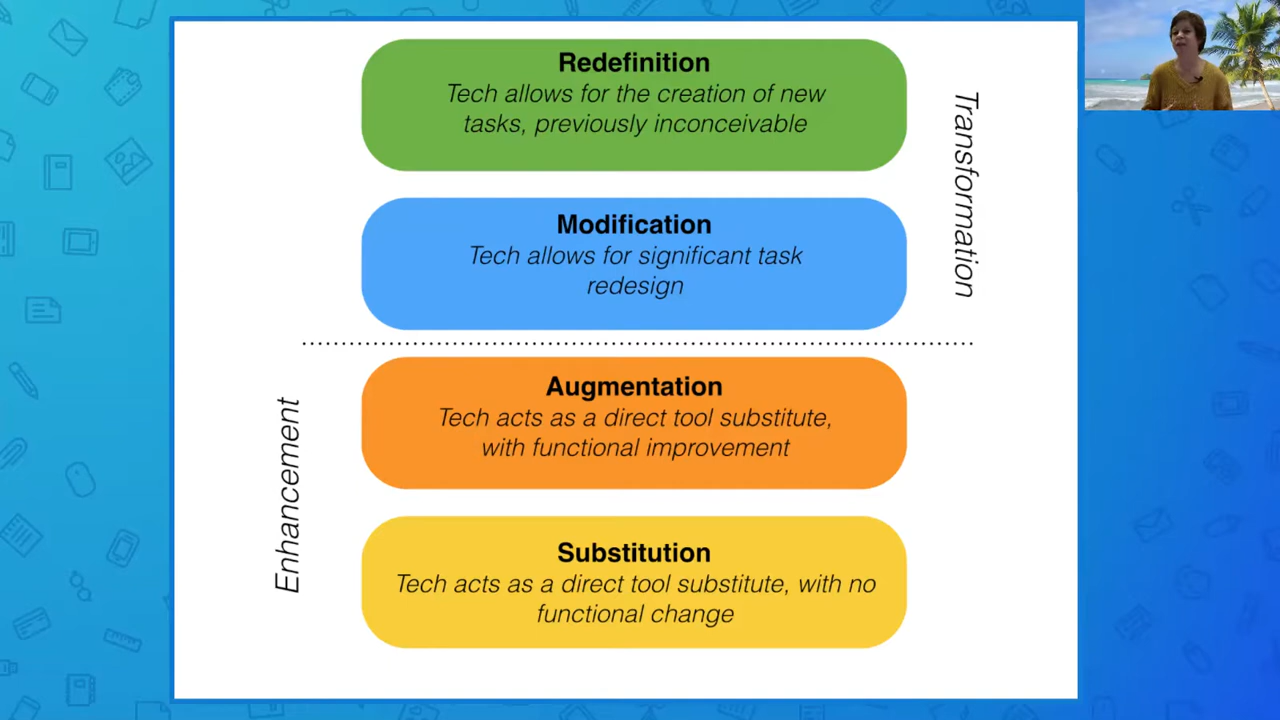 Redefinition
Tech allows for the creation of new
tasks, previously inconceivable
Transformation
Modification
Tech allows for significant task
redesign
Augmentation
Tech acts as a direct tool substitute,
with functional improvement
Enhancement
Substitution
Tech acts as a direct tool substitute, with no
functional change